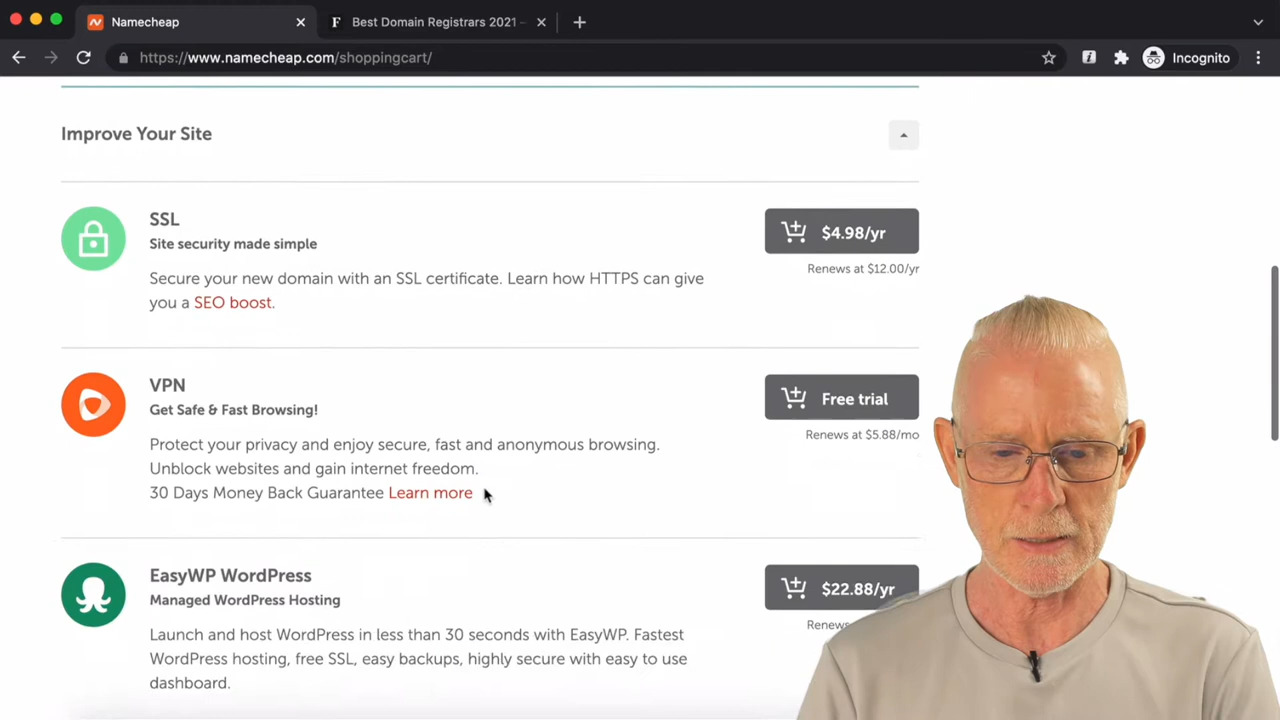 Namecheap
F Best Domain Registrars 2021 -
https://www.namecheap.com/shoppingcart/
Incognito
Improve Your Site
SSL
Site security made simple
Secure your new domain with an SSL certificate. Learn how HTTPS can give
you a SEO boost.
$4.98/yr
Renews at $12.00/yr
VPN
Get Safe & Fast Browsing!
Protect your privacy and enjoy secure, fast and anonymous browsing.
Unblock websites and gain internet freedom.
30 Days Money Back Guarantee Learn more
Free trial
Renews at $5.88/mo
EasyWP WordPress
Managed WordPress Hosting
Launch and host WordPress in less than 30 seconds with EasyWP. Fastest
WordPress hosting, free SSL, easy backups, highly secure with easy to use
dashboard.
$22.88/yr
Renews